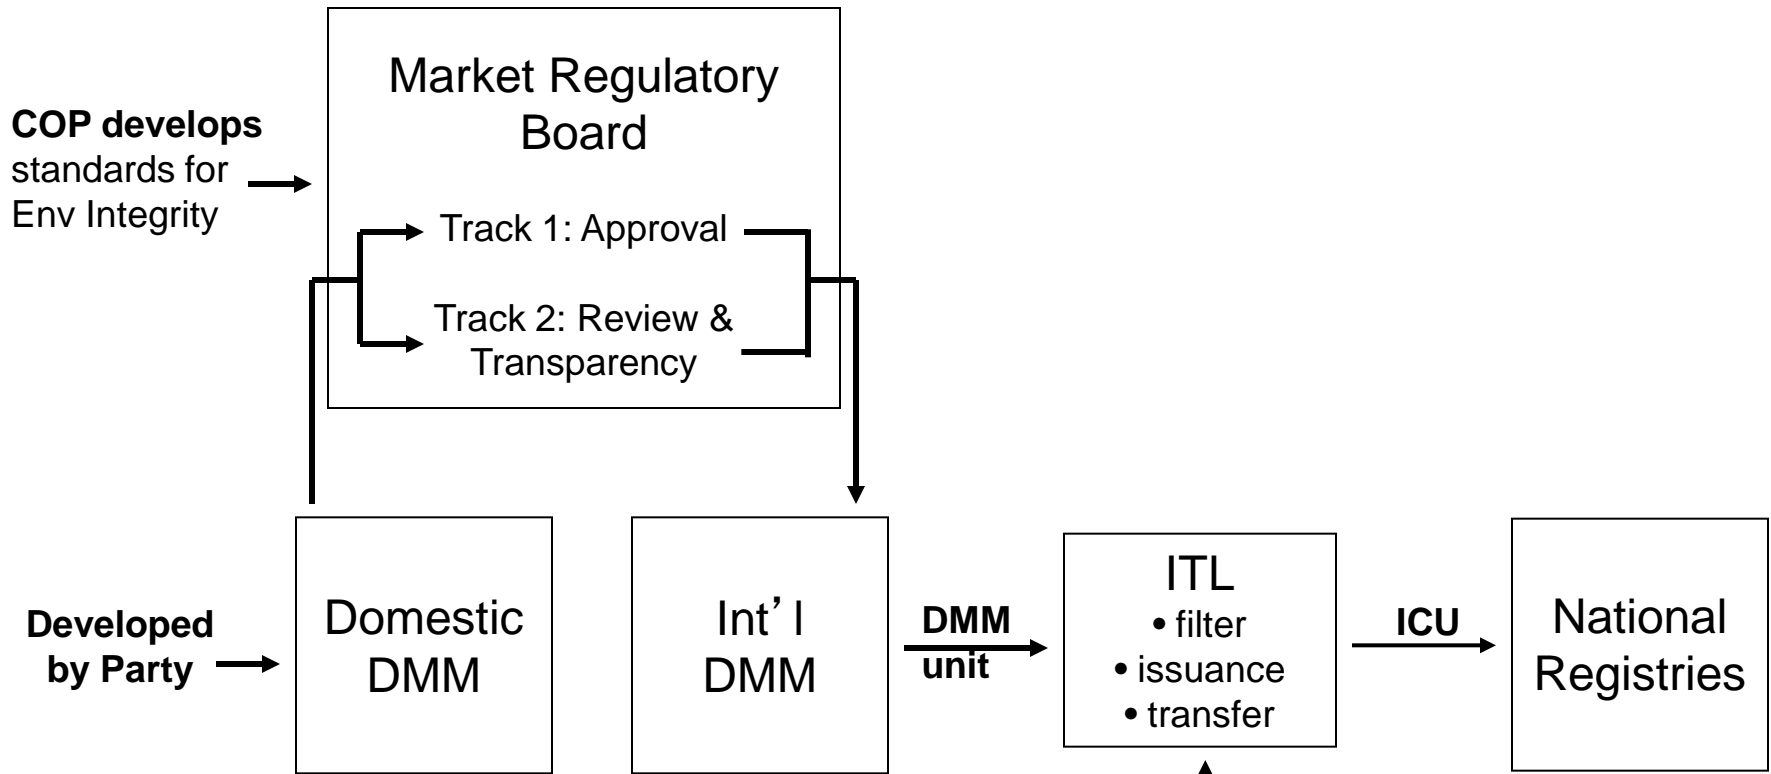 Market Regulatory
Board
COP develops
standards for
Env Integrity
Track 1: Approval
Track 2: Review &
Transparency
Developed
by Party
Domestic
DMM
Int’ l
DMM
DMM
unit
ITL
• filter
• issuance
• transfer
ICU
National
Registries